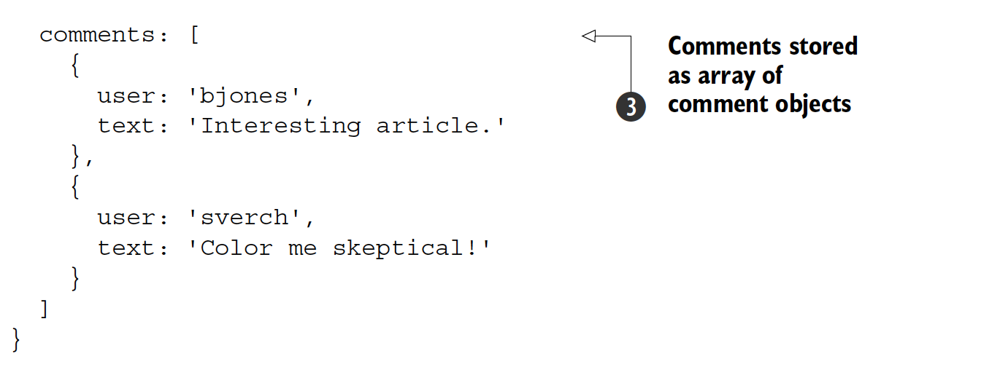 comments: [
{
user: 'bjones',
text: 'Interesting article.'
},
{
user: 'sverch',
text: 'Color me skeptical!'
}
]
}
3
Comments stored
as array of
comment objects